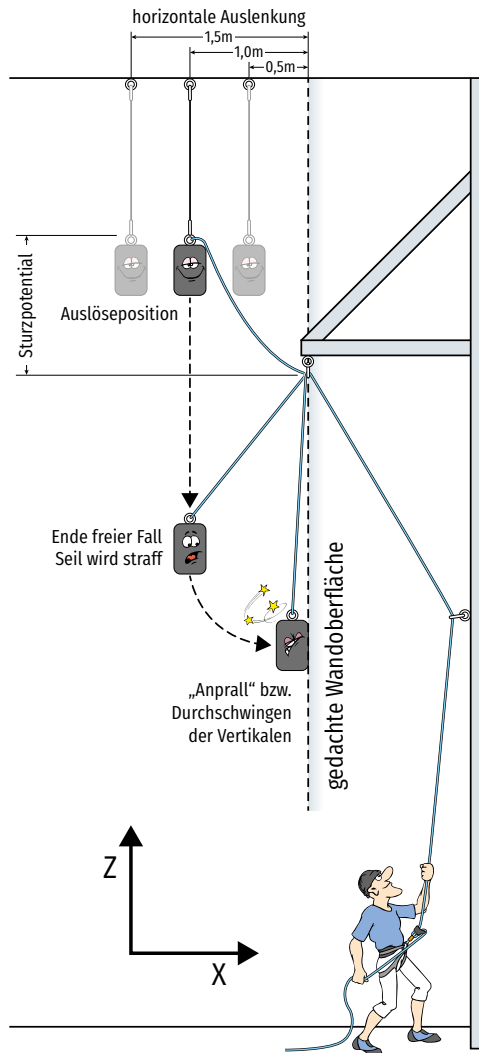 horizontale Auslenkung
1,5m
1,0m
0,5m
Sturzpotential
Auslöseposition
Ende freier Fall
Seil wird straff
gedachte Wandoberfläche
„Anprall“ bzw.
Durchschwingen
der Vertikalen
Z
X